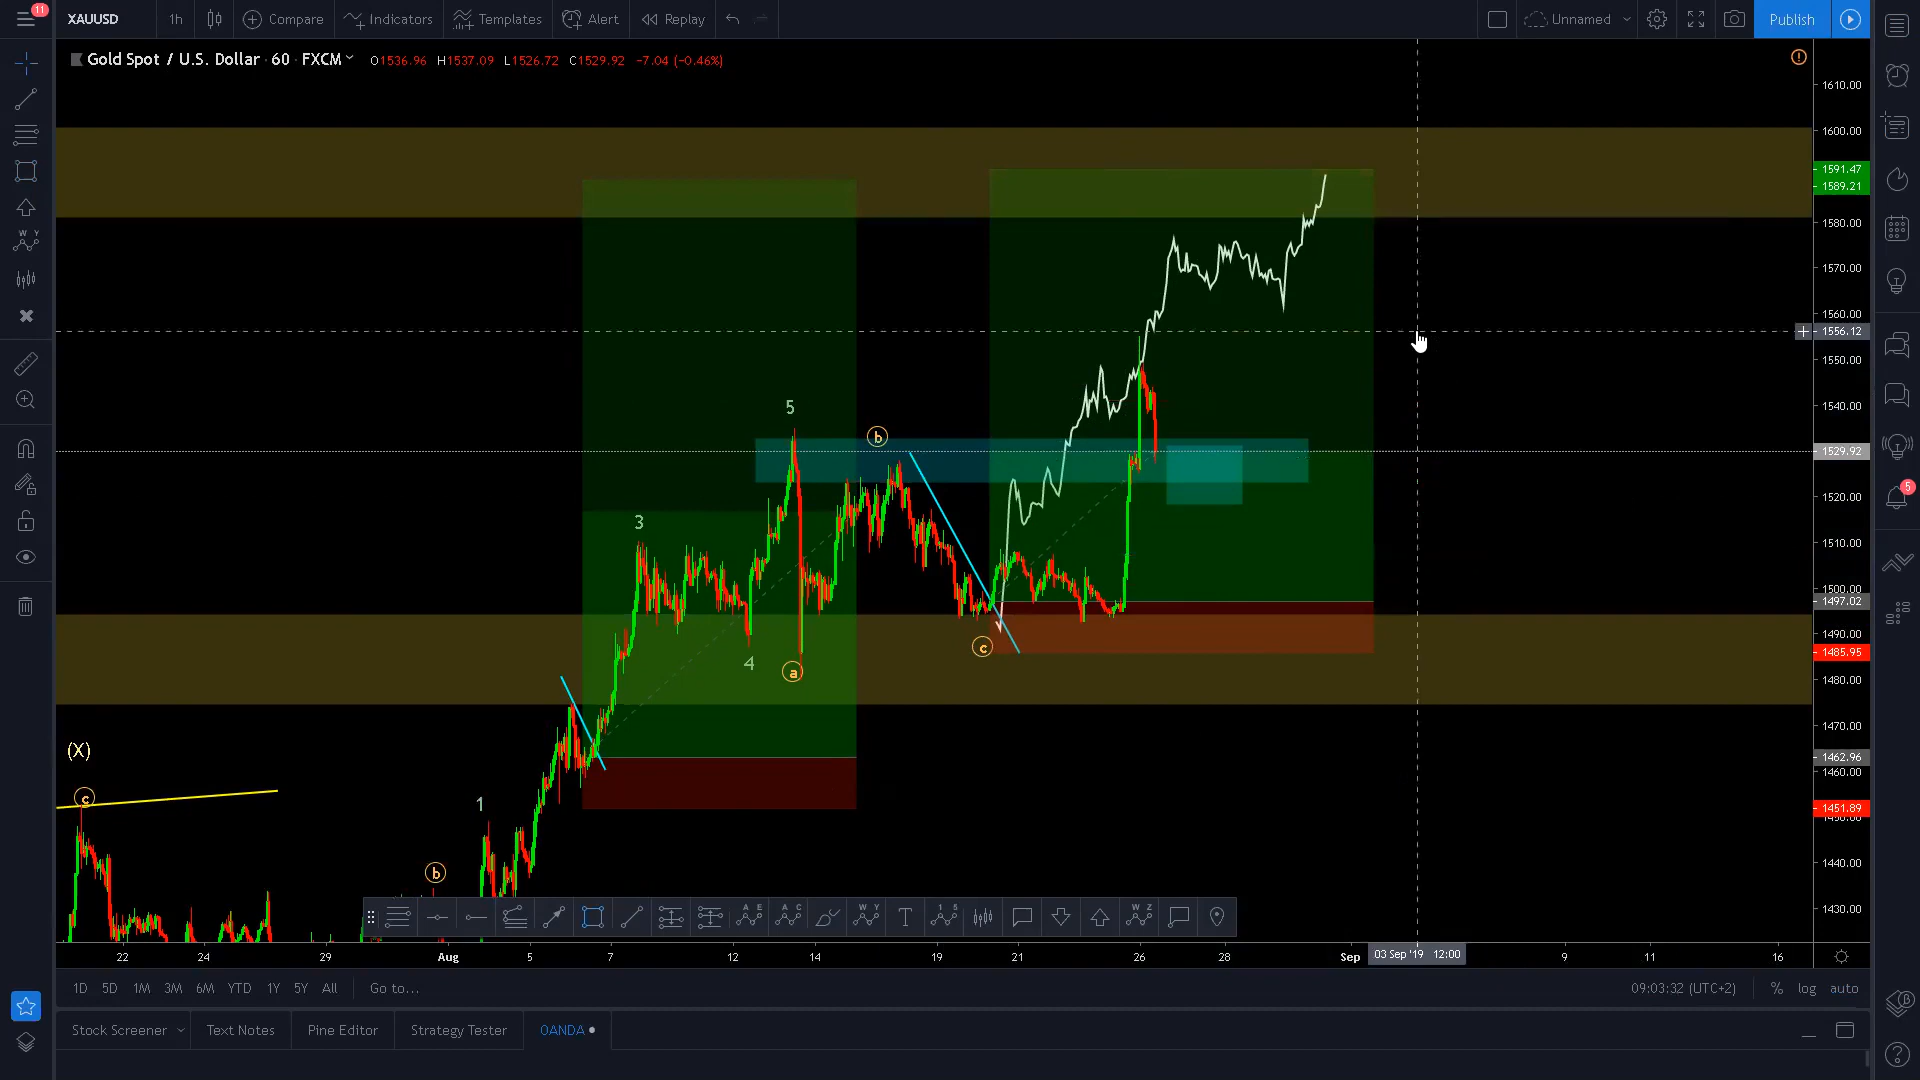 11
XAUUSD
1h
Compare
Indicators
Templates
Alert
Replay
Unnamed
Publish
Gold Spot / U.S. Dollar · 60 · FXCM
O1536.96 H1537.09 L1526.72 C1529.92 -7.04 (-0.46%)
1610.00
1600.00
1591.47
1589.21
1580.00
1570.00
1560.00
1556.12
1550.00
1540.00
1529.92
1520.00
1510.00
1500.00
1497.02
1490.00
1485.95
1480.00
1470.00
1462.96
1460.00
1451.89
1450.00
1440.00
1430.00
5
5
b
3
c
4
a
(X)
c
1
b
W Y
A E
A C
W Y
T
1 5
W Z
22 24 29 Aug 5 7 12 14 19 21 26 28 Sep 03 Sep '19 12:00 9 11 16
1D 5D 1M 3M 6M YTD 1Y 5Y All Go to...
09:03:32 (UTC+2) % log auto
Stock Screener Text Notes Pine Editor Strategy Tester OANDA